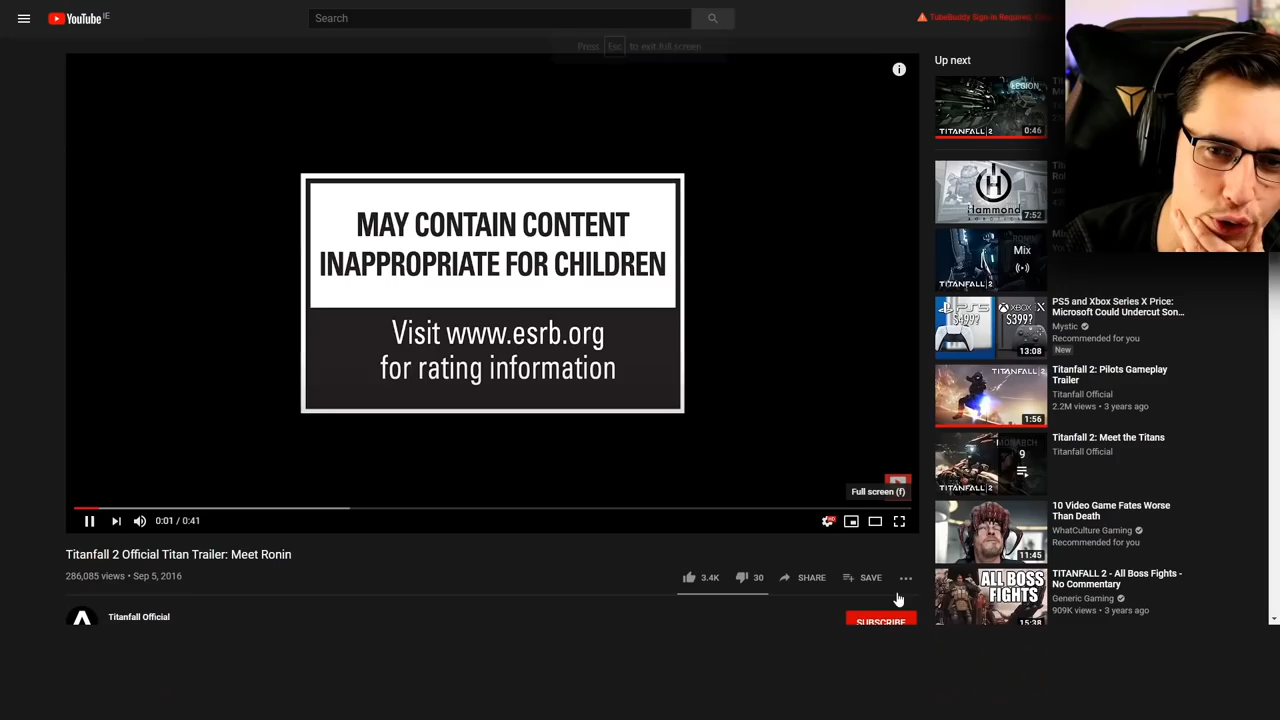 YouTube IE
Search
TubeBuddy Sign-in Required,
Press Esc to exit full screen
MAY CONTAIN CONTENT
INAPPROPRIATE FOR CHILDREN
Visit www.esrb.org
for rating information
Full screen (f)
0:01 / 0:41
Titanfall 2 Official Titan Trailer: Meet Ronin
286,085 views • Sep 5, 2016
3.4K
30
SHARE
SAVE
Titanfall Official
SUBSCRIBE
Up next
LEGION
TITANFALL 2
0:46
Hammond
ROBOTICS
7:52
Mix
TITANFALL 2
PS5
XBOX
$499?
$399?
13:08
PS5 and Xbox Series X Price:
Microsoft Could Undercut Son...
Mystic
Recommended for you
New
TITANFALL 2
1:56
Titanfall 2: Pilots Gameplay
Trailer
Titanfall Official
2.2M views • 3 years ago
MONARCH
9
TITANFALL 2
Titanfall 2: Meet the Titans
Titanfall Official
11:45
10 Video Game Fates Worse
Than Death
WhatCulture Gaming
Recommended for you
ALL BOSS
FIGHTS
15:38
TITANFALL 2 - All Boss Fights -
No Commentary
Generic Gaming
909K views • 3 years ago